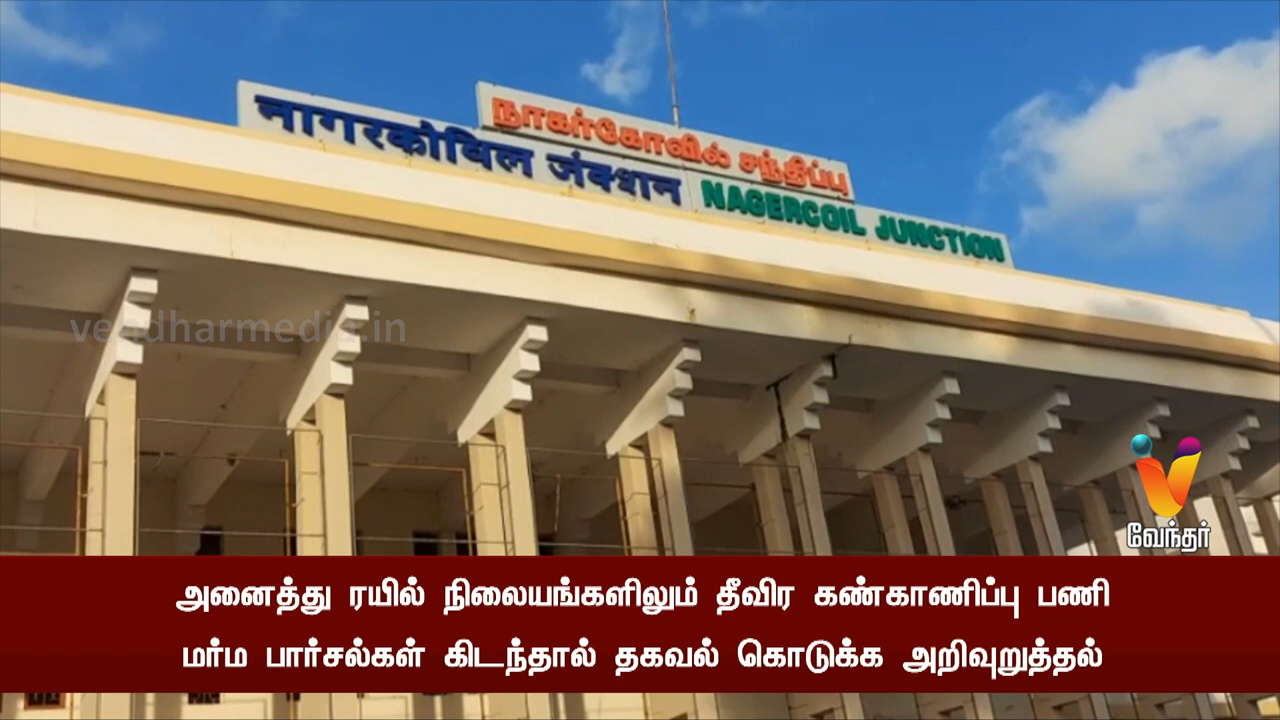 நாகர்கோவில் சந்திப்பு
नागरकोविल जंक्शन
NAGERCOIL JUNCTION
vendharmedia.in
வேந்தர்
அனைத்து ரயில் நிலையங்களிலும் தீவிர கண்காணிப்பு பணி
மர்ம பார்சல்கள் கிடந்தால் தகவல் கொடுக்க அறிவுறுத்தல்